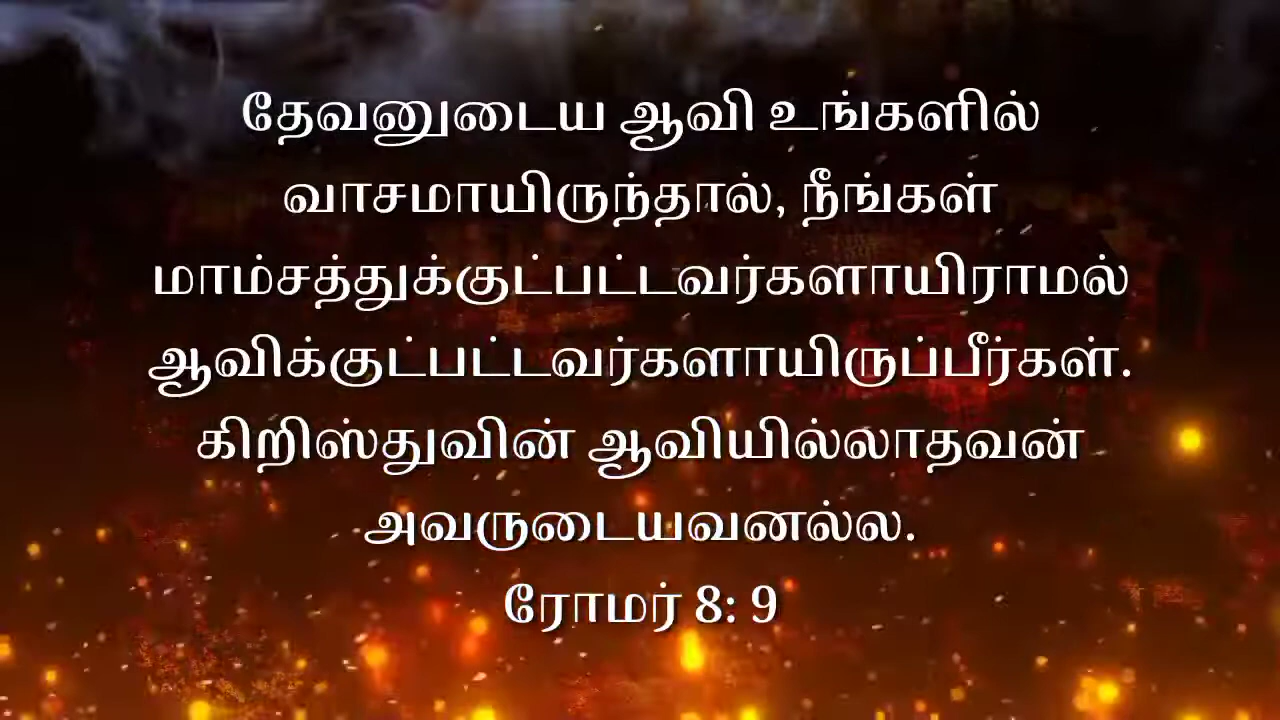 தேவனுடைய ஆவி உங்களில்
வாசமாயிருந்தால், நீங்கள்
மாம்சத்துக்குட்பட்டவர்களாயிராமல்
ஆவிக்குட்பட்டவர்களாயிருப்பீர்கள்.
கிறிஸ்துவின் ஆவியில்லாதவன்
அவருடையவனல்ல.
ரோமர் 8: 9